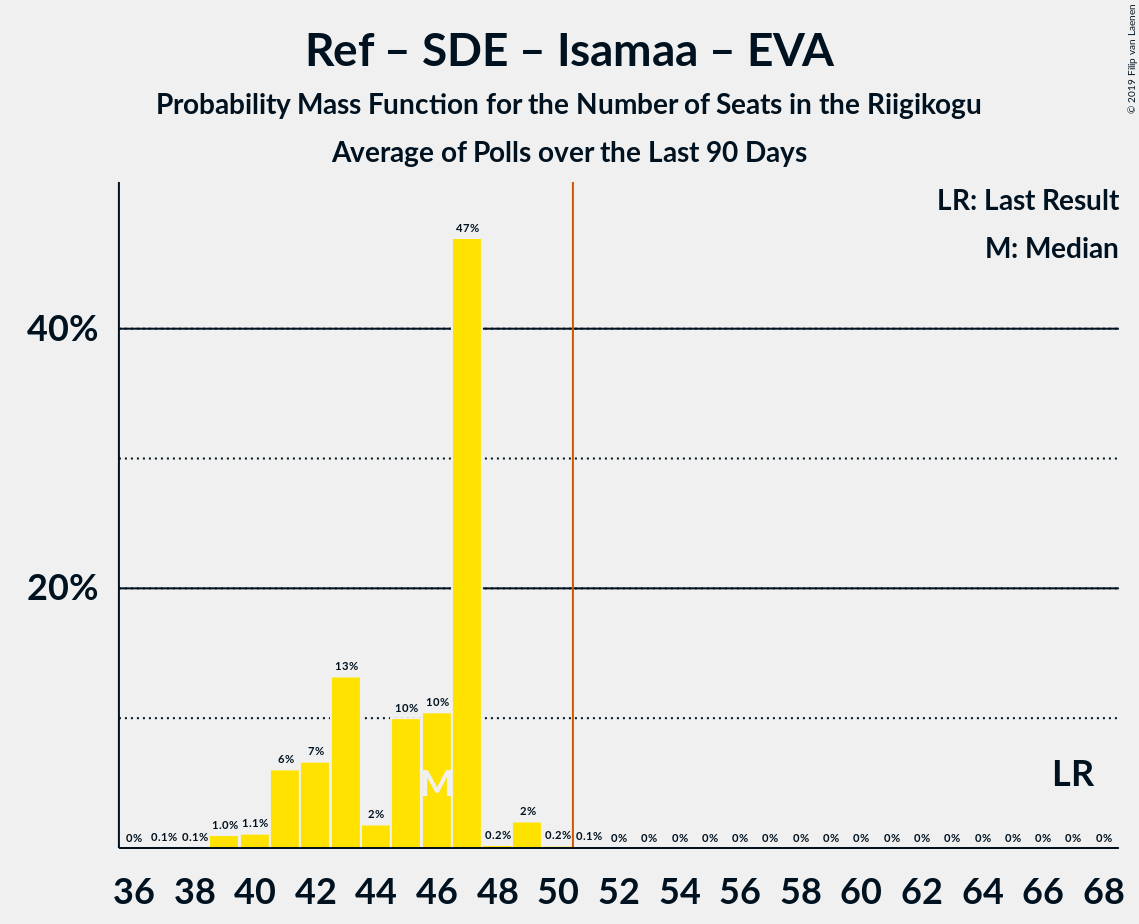 Ref – SDE – Isamaa – EVA
Probability Mass Function for the Number of Seats in the Riigikogu
Average of Polls over the Last 90 Days
© 2019 Filip van Laenen
LR: Last Result
M: Median
47%
40%
20%
13%
10%
10%
7%
6%
2%
2%
0% 0.1% 0.1% 1.0% 1.1% 0.2% 0.2% 0.1% 0% 0% 0% 0% 0% 0% 0% 0% 0% 0% 0% 0% 0% 0% 0% 0% 0%
M
LR
36 38 40 42 44 46 48 50 52 54 56 58 60 62 64 66 68